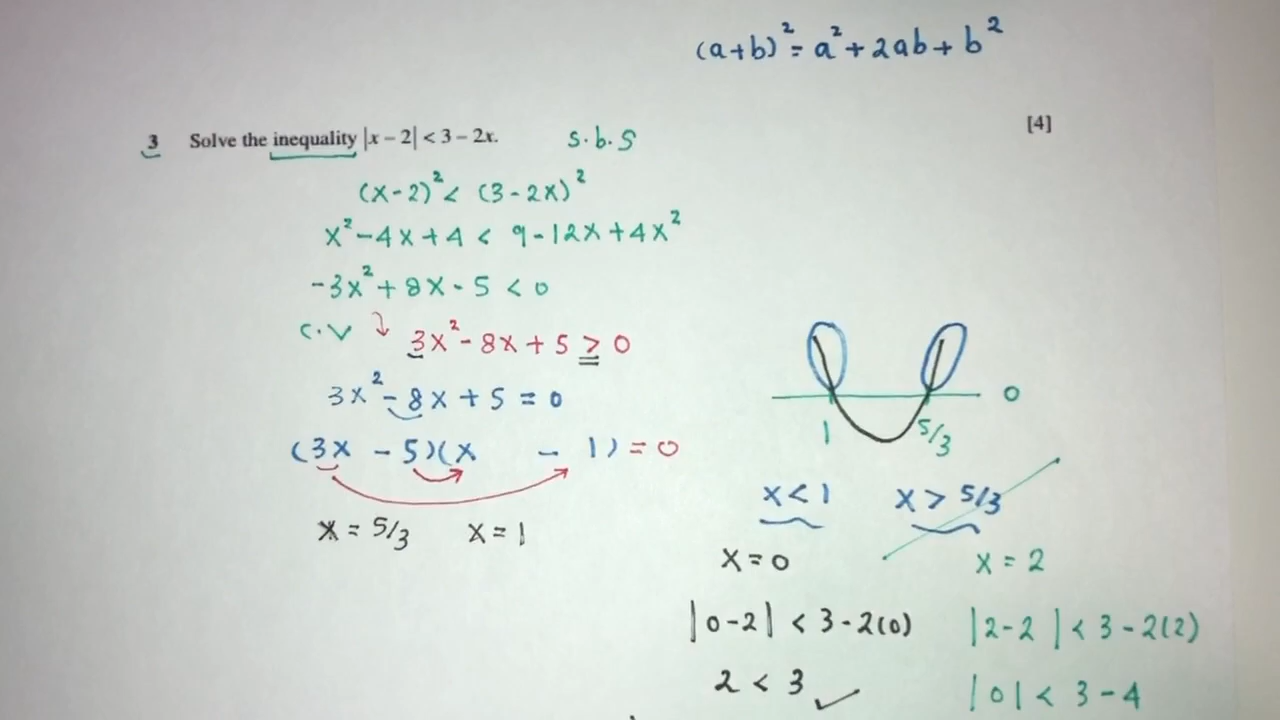 (a+b)² = a² + 2ab + b²
3 Solve the inequality |x − 2| < 3 − 2x. [4]
s.b.s
(x-2)² < (3-2x)²
x² - 4x + 4 < 9 - 12x + 4x²
-3x² + 8x - 5 < 0
C.V ↓ 3x² - 8x + 5 > 0
3x² - 8x + 5 = 0
(3x - 5)(x - 1) = 0
x = 5/3 x = 1
0
1 5/3
x < 1 x > 5/3
x = 0 x = 2
|0-2| < 3-2(0) |2-2| < 3-2(2)
2 < 3 ✓ |0| < 3-4